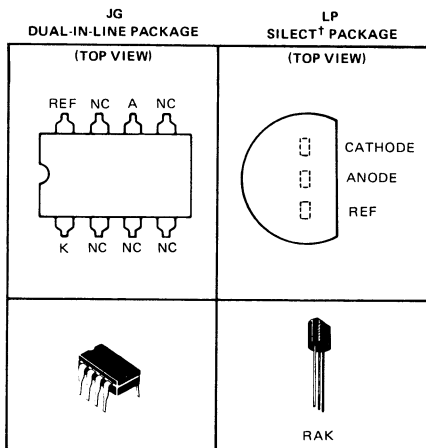 JG
DUAL-IN-LINE PACKAGE
(TOP VIEW)
REF NC A NC
K NC NC NC
LP
SILECT† PACKAGE
(TOP VIEW)
CATHODE
ANODE
REF
RAK